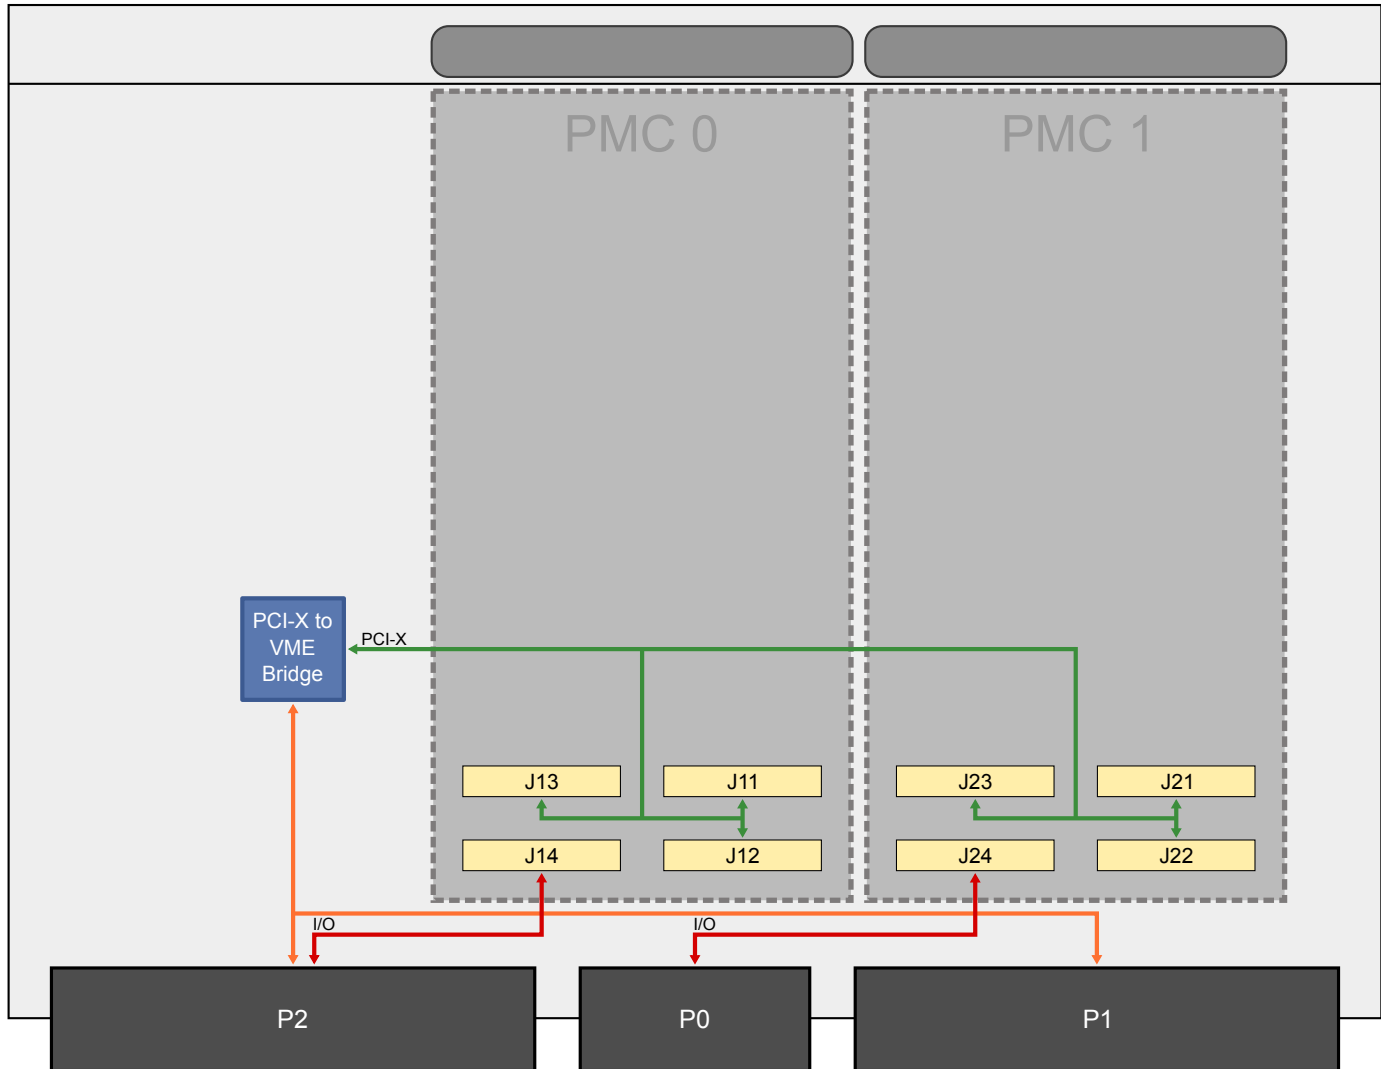 PMC 0
PMC 1
PCI-X to
VME
Bridge
PCI-X
J13
J11
J23
J21
J14
J12
J24
J22
I/O
I/O
P2
P0
P1